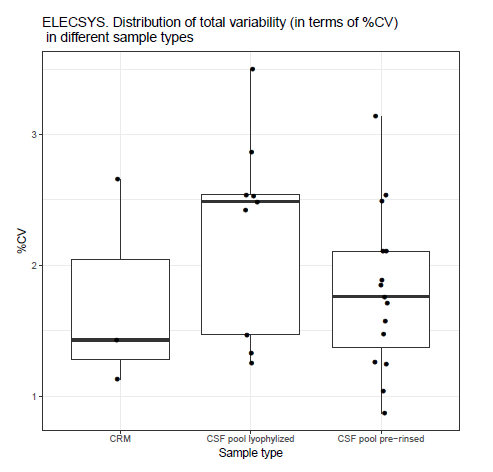 ELECSYS. Distribution of total variability (in terms of %CV)
in different sample types
%CV
3
2
1
CRM
CSF pool lyophylized
CSF pool pre-rinsed
Sample type